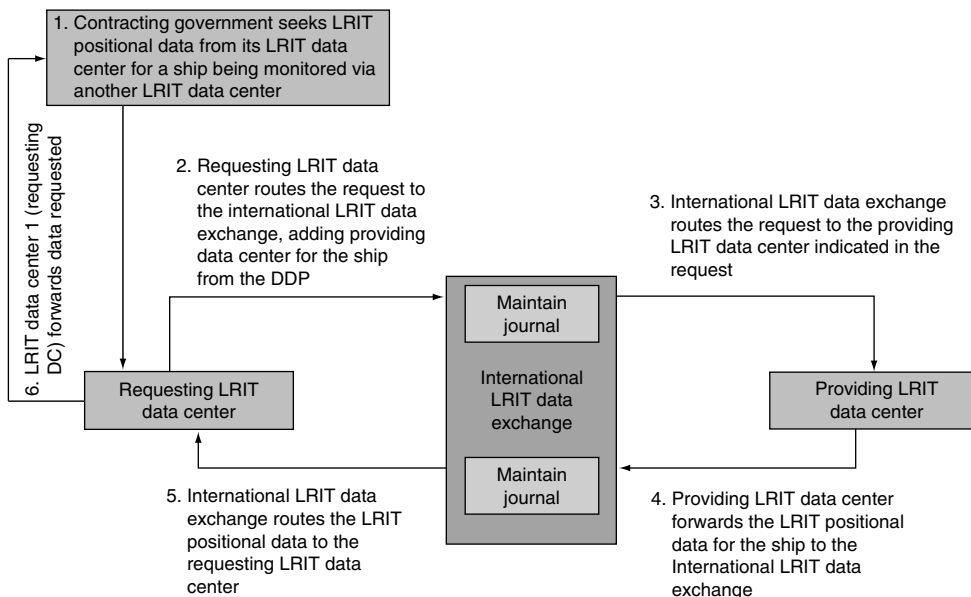 1. Contracting government seeks LRIT
positional data from its LRIT data
center for a ship being monitored via
another LRIT data center
6. LRIT data center 1 (requesting
DC) forwards data requested
2. Requesting LRIT data
center routes the request to
the international LRIT data
exchange, adding providing
data center for the ship
from the DDP
3. International LRIT data exchange
routes the request to the providing
LRIT data center indicated in the
request
Maintain
journal
Requesting LRIT
data center
International
LRIT data
exchange
Providing LRIT
data center
Maintain
journal
5. International LRIT data
exchange routes the LRIT
positional data to the
requesting LRIT data
center
4. Providing LRIT data center
forwards the LRIT positional
data for the ship to the
International LRIT data
exchange